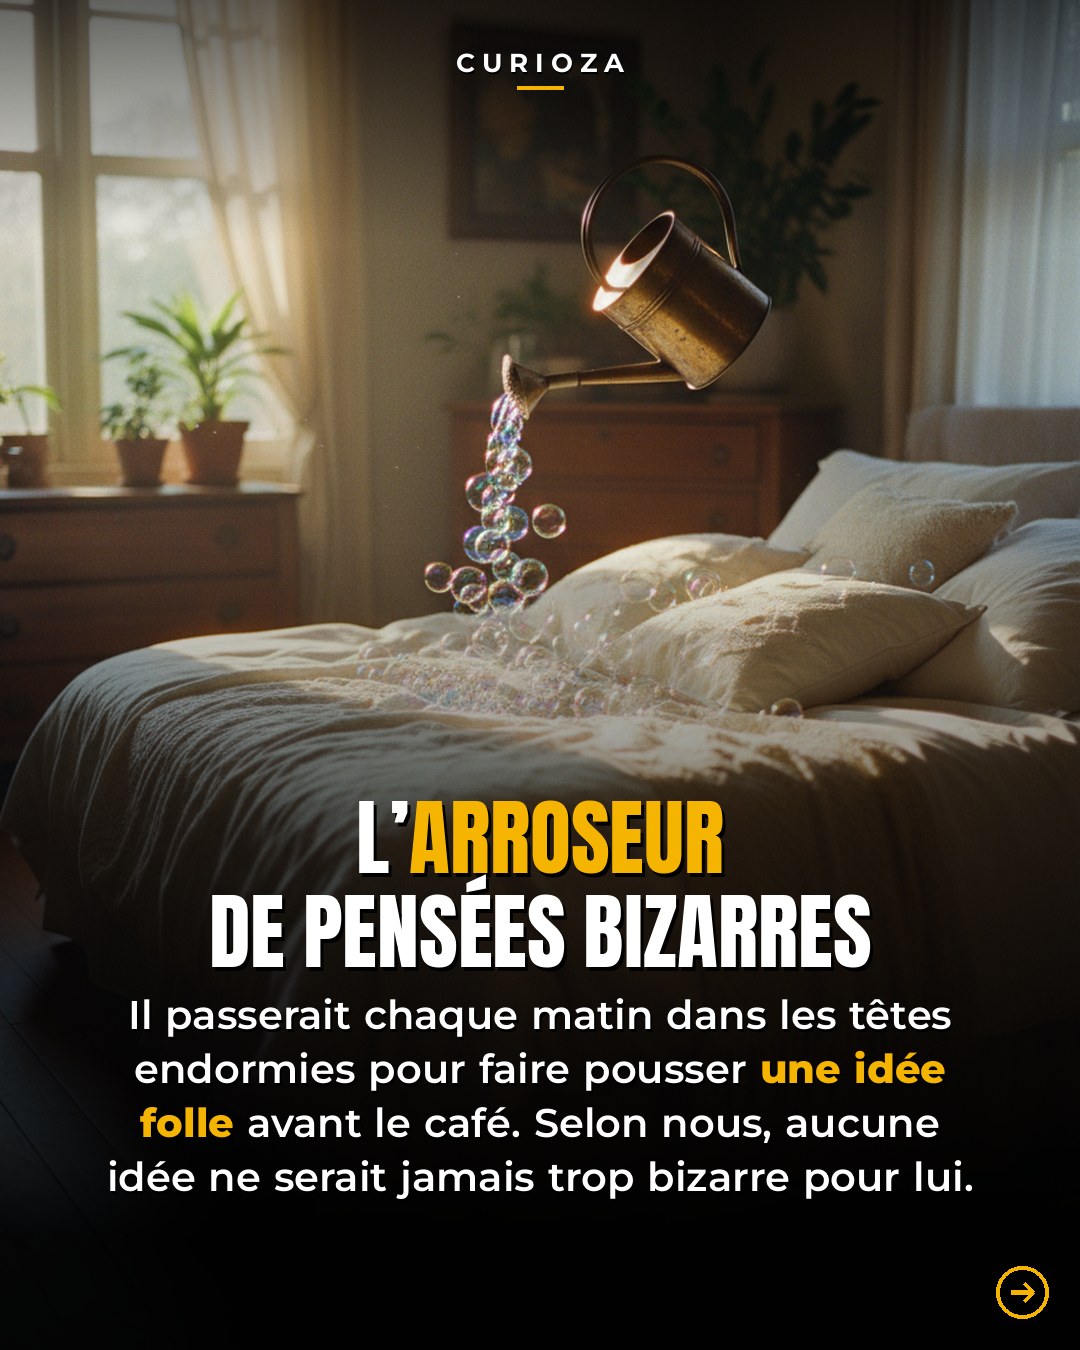 CURIOZA
L’ARROSEUR
DE PENSÉES BIZARRES
Il passerait chaque matin dans les têtes
endormies pour faire pousser une idée
folle avant le café. Selon nous, aucune
idée ne serait jamais trop bizarre pour lui.